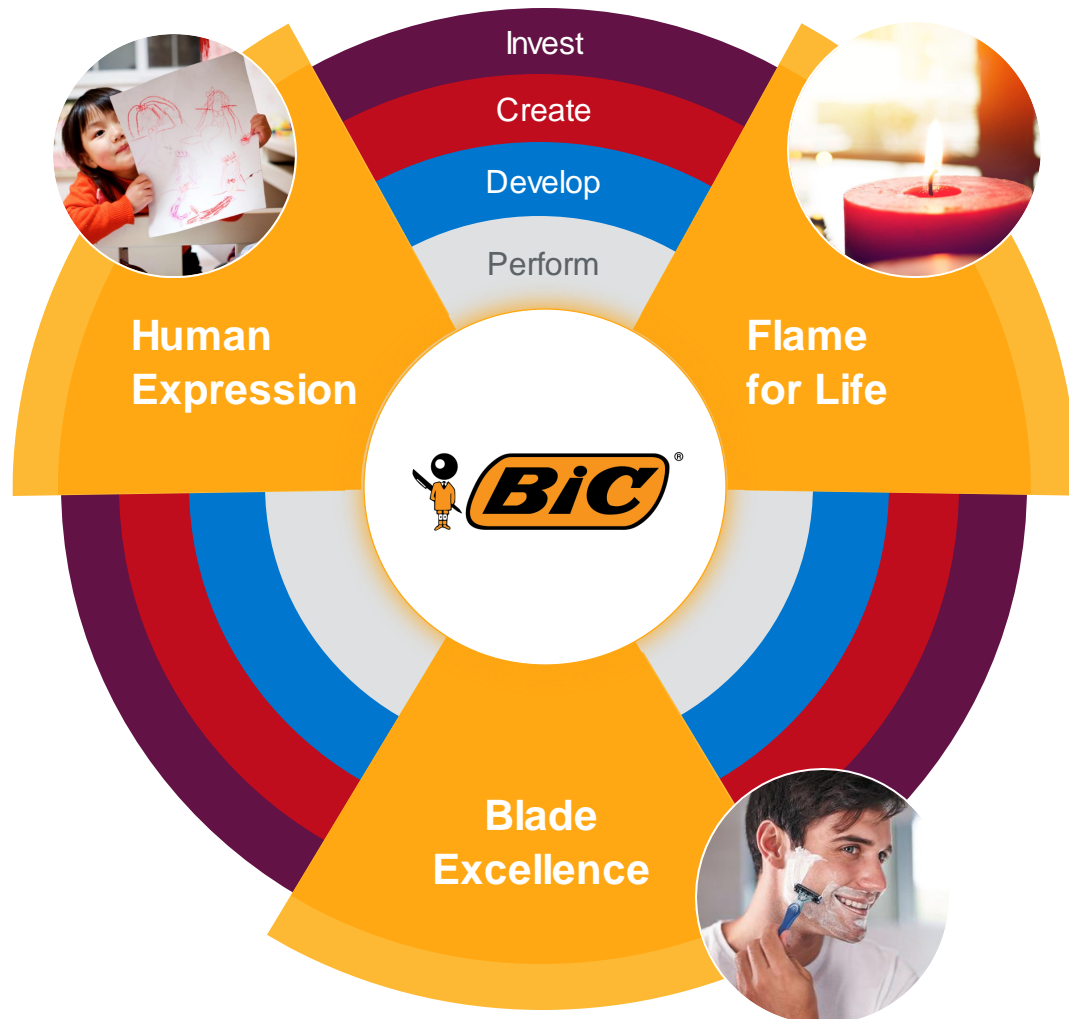 Invest
Create
Develop
Perform
Human
Expression
Flame
for Life
BiC®
Blade
Excellence